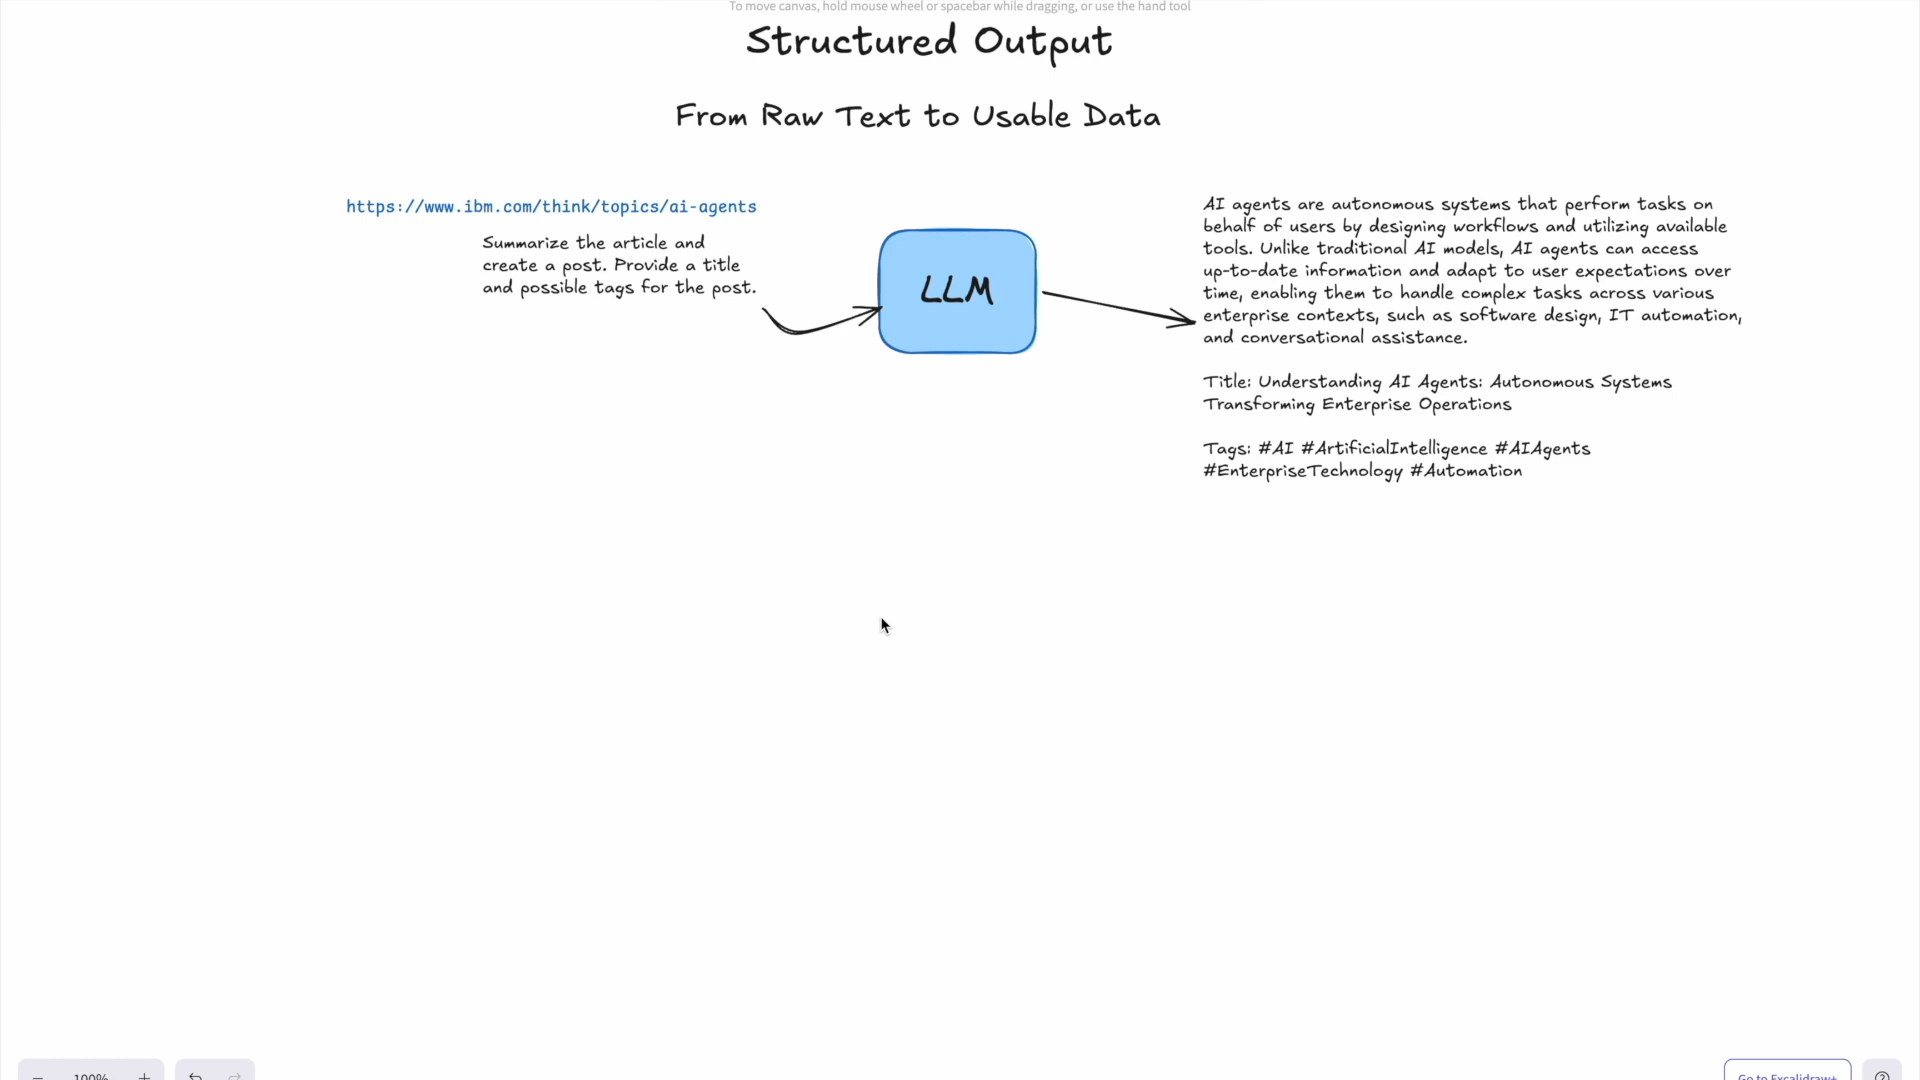 To move canvas, hold mouse wheel or spacebar while dragging, or use the hand tool
Structured Output
From Raw Text to Usable Data
https://www.ibm.com/think/topics/ai-agents
Summarize the article and
create a post. Provide a title
and possible tags for the post.
LLM
AI agents are autonomous systems that perform tasks on
behalf of users by designing workflows and utilizing available
tools. Unlike traditional AI models, AI agents can access
up-to-date information and adapt to user expectations over
time, enabling them to handle complex tasks across various
enterprise contexts, such as software design, IT automation,
and conversational assistance.
Title: Understanding AI Agents: Autonomous Systems
Transforming Enterprise Operations
Tags: #AI #ArtificialIntelligence #AIAgents
#EnterpriseTechnology #Automation
100%
Go to Excalidraw+